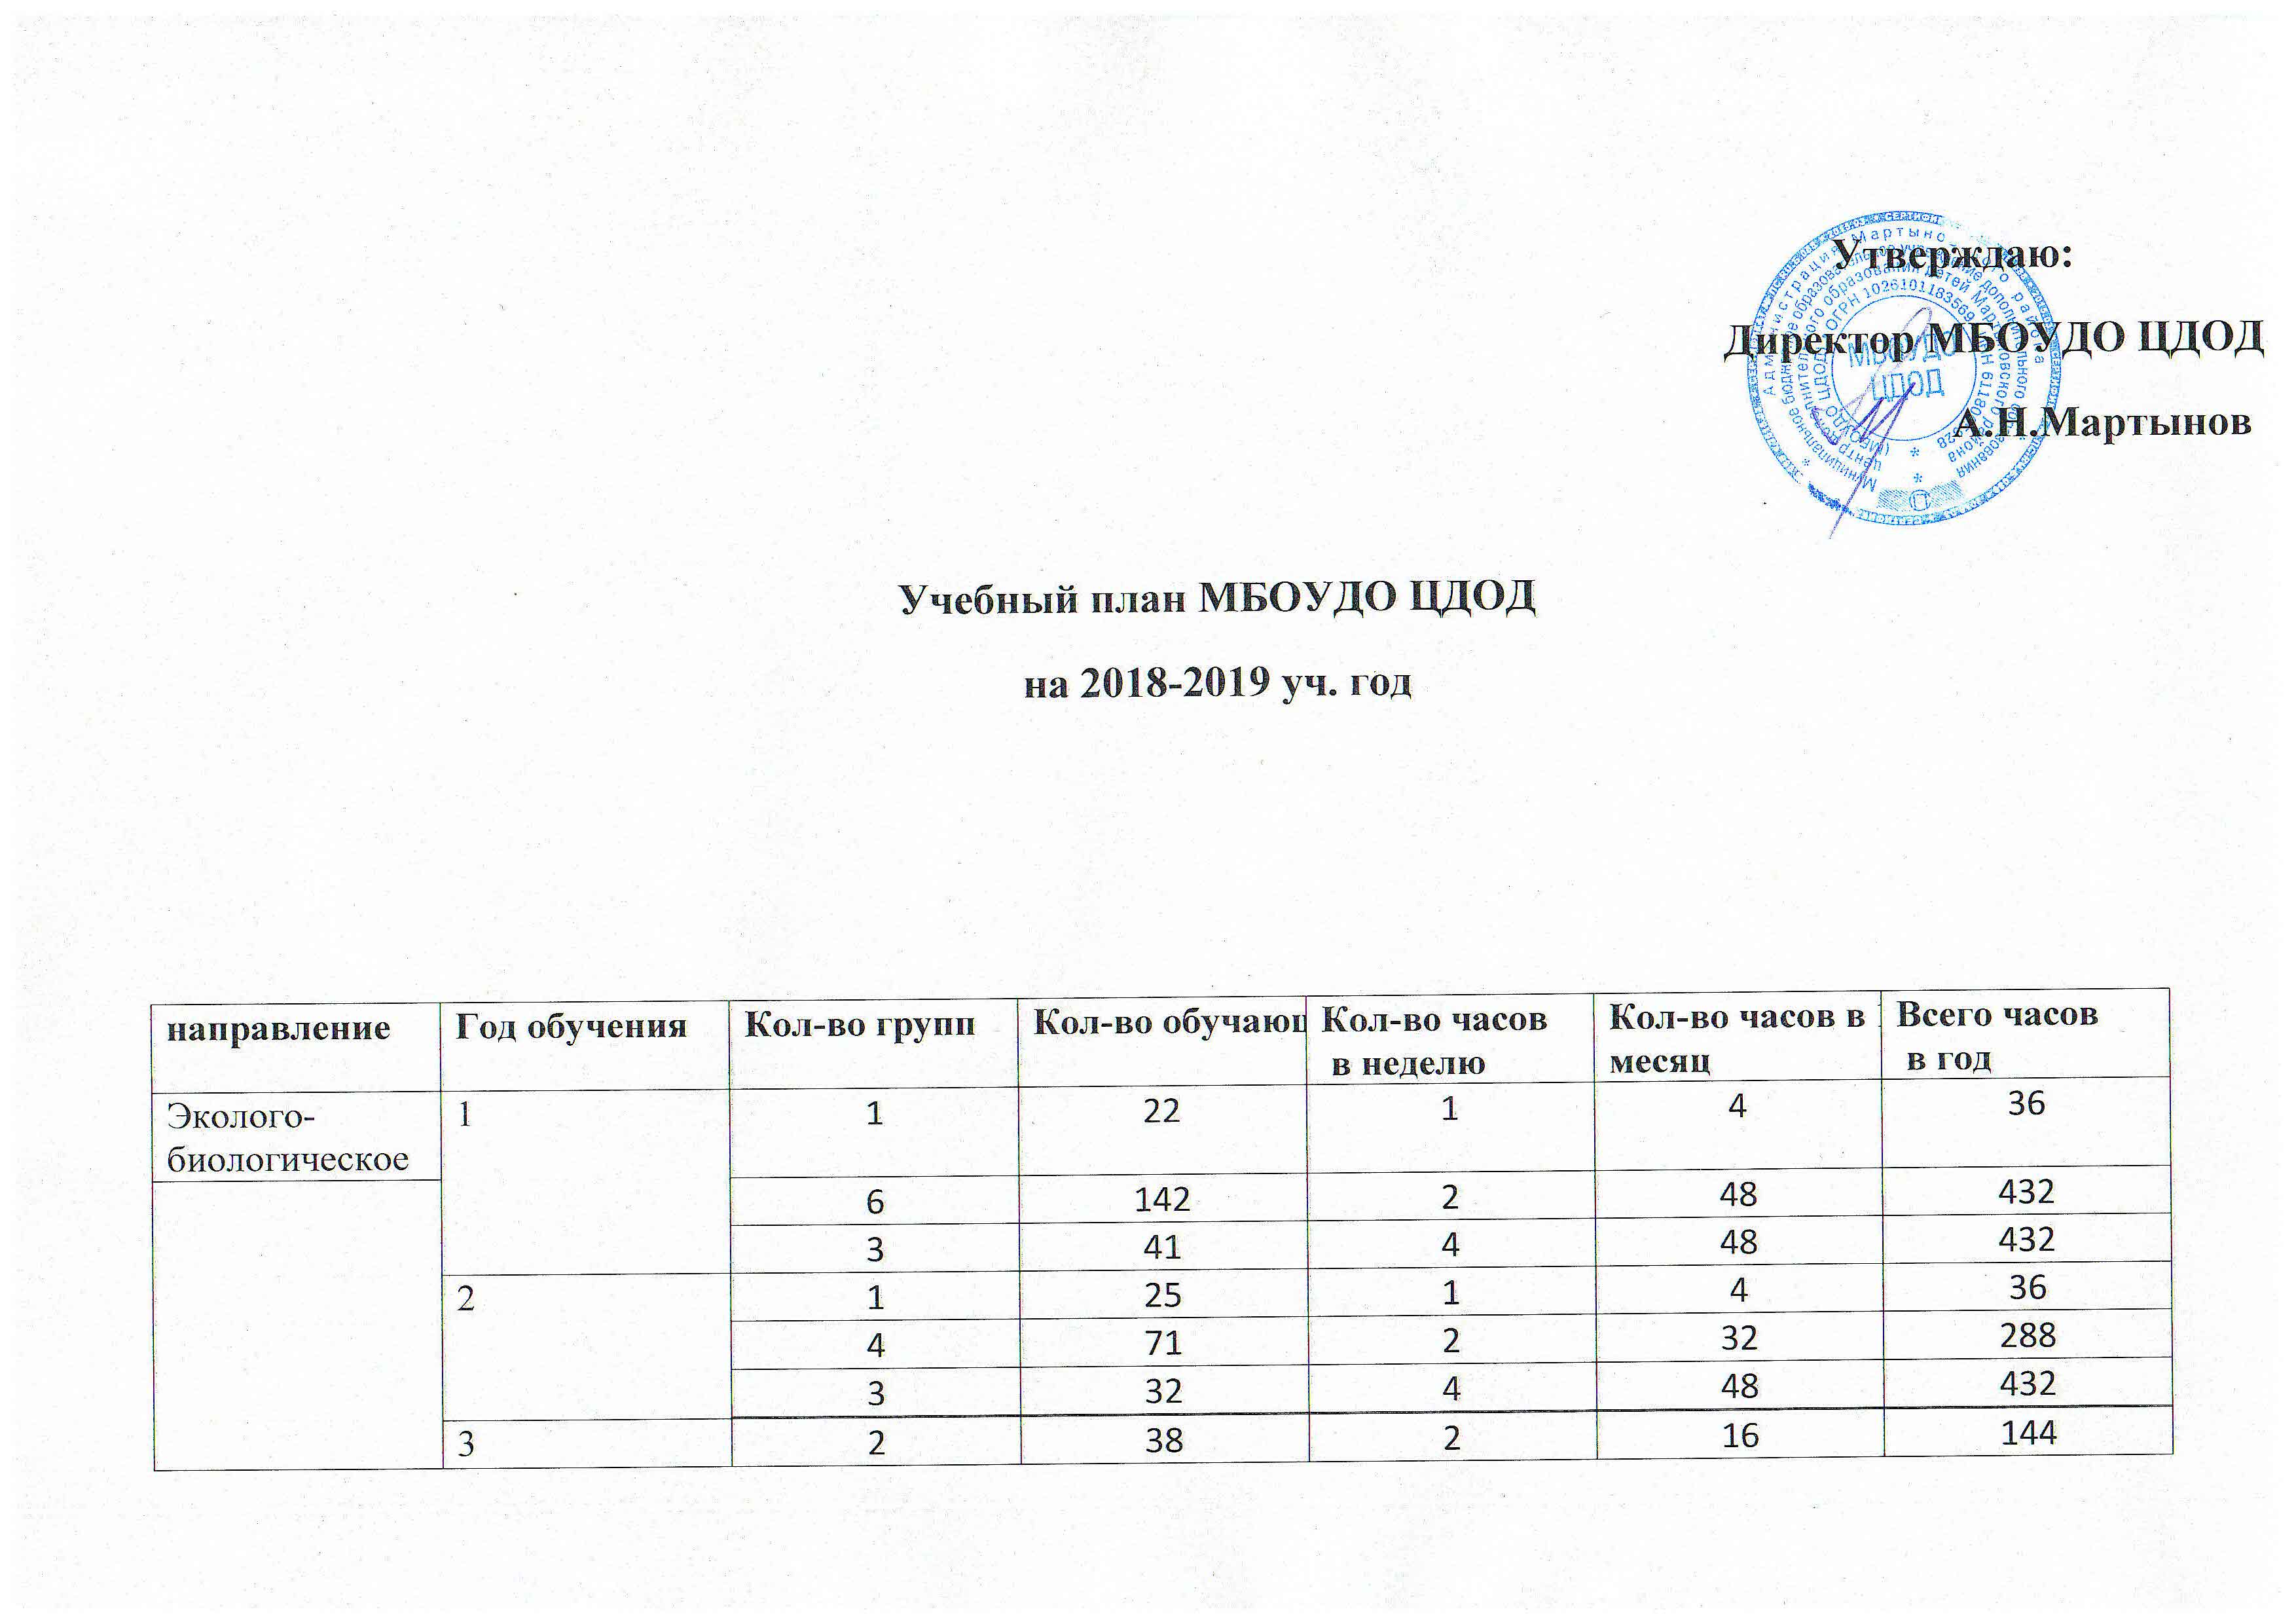 Утверждаю:
Директор МБОУДО ЦДОД
А.Н.Мартынов
МБОУДО
ЦДОД
Учебный план МБОУДО ЦДОД
на 2018-2019 уч. год
направление Год обучения Кол-во групп Кол-во обучающ Кол-во часов в неделю Кол-во часов в месяц Всего часов в год
Эколого-биологическое 1 1 22 1 4 36
6 142 2 48 432
3 41 4 48 432
2 1 25 1 4 36
4 71 2 32 288
3 32 4 48 432
3 2 38 2 16 144